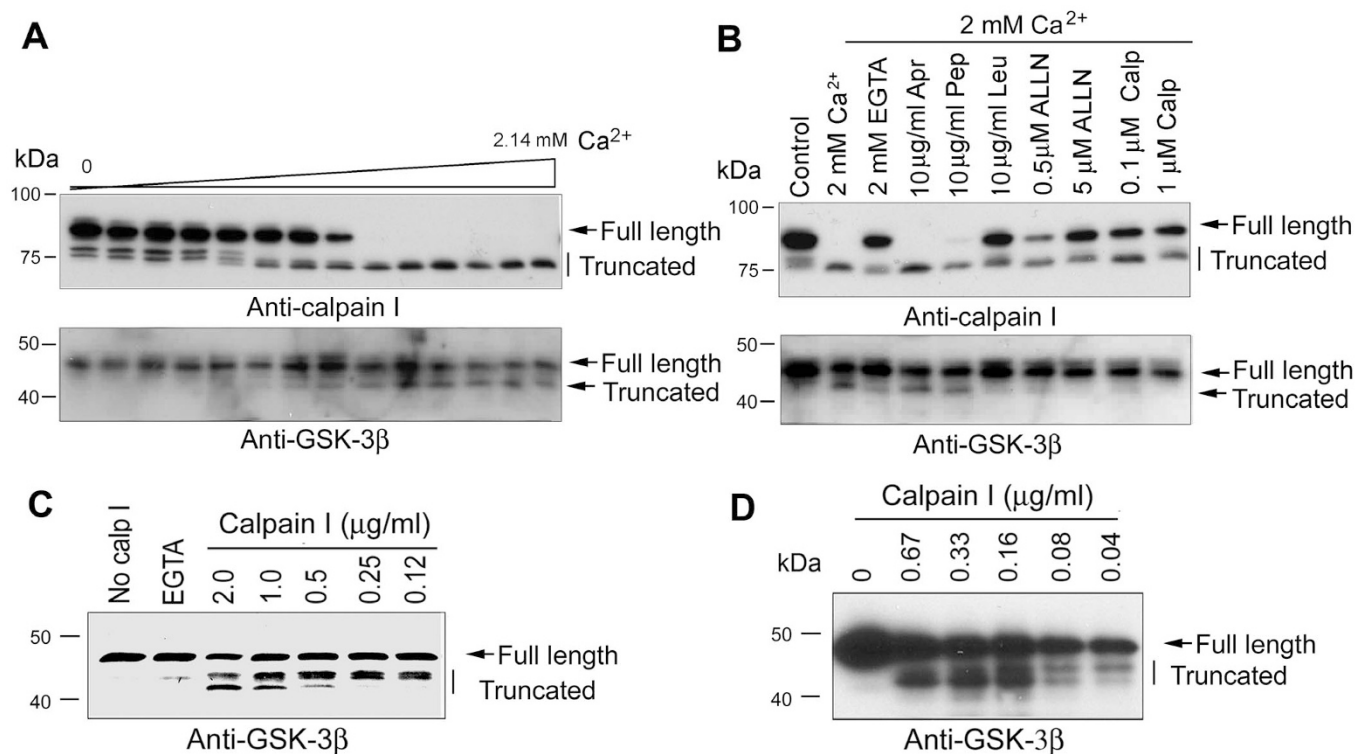 A
kDa
0
2.14 mM Ca²⁺
100
75
Full length
Truncated
Anti-calpain I
50
40
Full length
Truncated
Anti-GSK-3β
B
2 mM Ca²⁺
Control
2 mM Ca²⁺
2 mM EGTA
10 µg/ml Apr
10 µg/ml Pep
10 µg/ml Leu
0.5 µM ALLN
5 µM ALLN
0.1 µM Calp
1 µM Calp
kDa
100
75
Full length
Truncated
Anti-calpain I
50
40
Full length
Truncated
Anti-GSK-3β
C
No calp I
EGTA
Calpain I (µg/ml)
2.0
1.0
0.5
0.25
0.12
50
40
Full length
Truncated
Anti-GSK-3β
D
Calpain I (µg/ml)
kDa
0
0.67
0.33
0.16
0.08
0.04
50
40
Full length
Truncated
Anti-GSK-3β